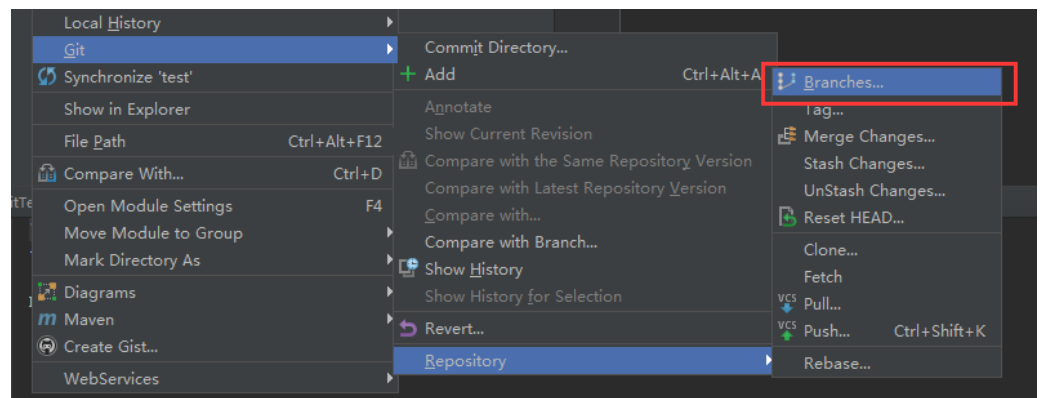 Local History
Git
Synchronize 'test'
Show in Explorer
File Path Ctrl+Alt+F12
Compare With... Ctrl+D
Open Module Settings F4
Move Module to Group
Mark Directory As
Diagrams
Maven
Create Gist...
WebServices
Commit Directory...
Add Ctrl+Alt+A
Annotate
Show Current Revision
Compare with the Same Repository Version
Compare with Latest Repository Version
Compare with...
Compare with Branch...
Show History
Show History for Selection
Revert...
Repository
Branches...
Tag...
Merge Changes...
Stash Changes...
UnStash Changes...
Reset HEAD...
Clone...
Fetch
VCS Pull...
VCS Push... Ctrl+Shift+K
Rebase...